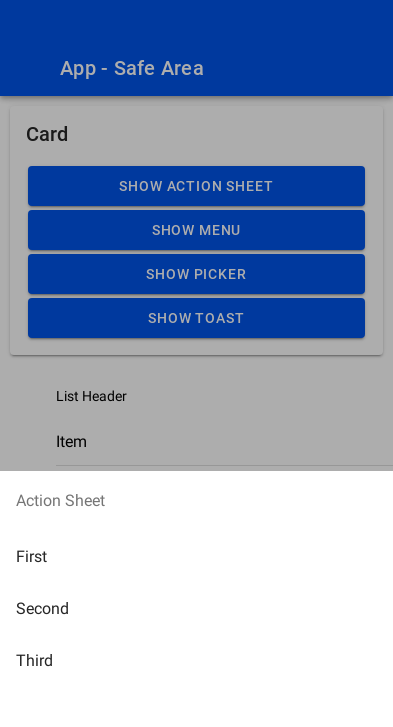 App - Safe Area
Card
SHOW ACTION SHEET
SHOW MENU
SHOW PICKER
SHOW TOAST
List Header
Item
Action Sheet
First
Second
Third